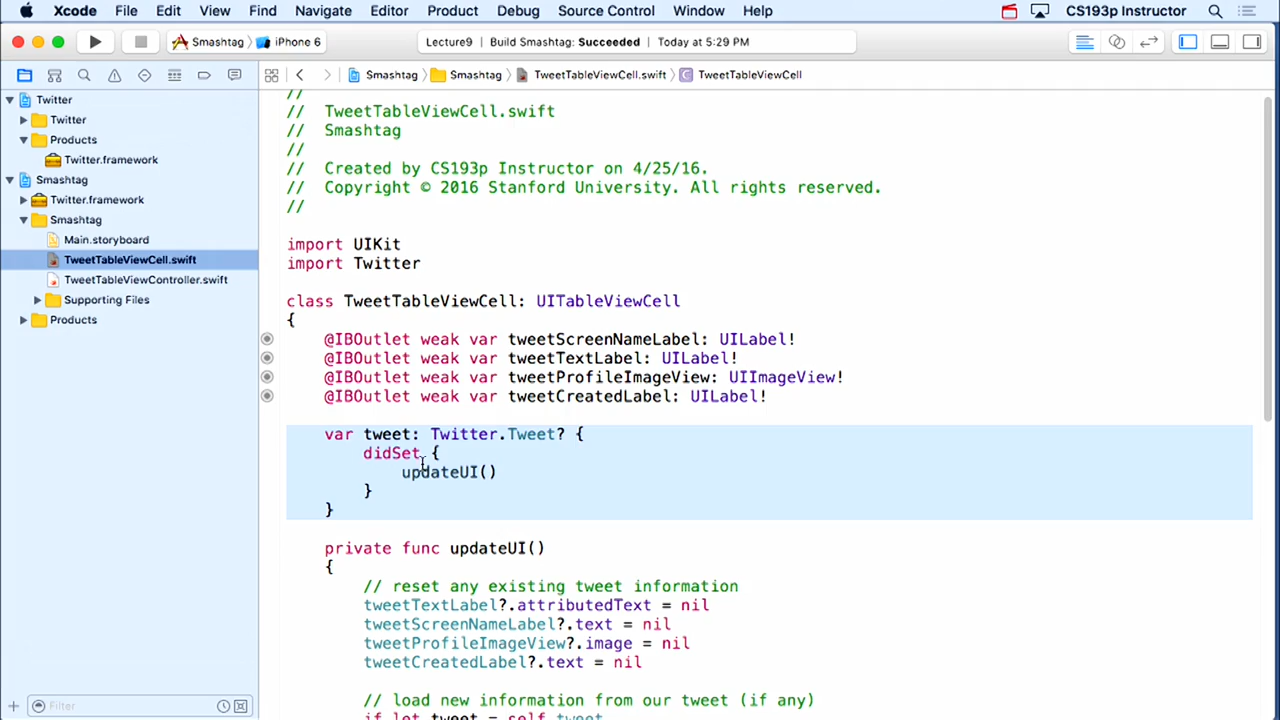 Xcode File Edit View Find Navigate Editor Product Debug Source Control Window Help CS193p Instructor
Smashtag iPhone 6 Lecture9 | Build Smashtag: Succeeded | Today at 5:29 PM
Smashtag Smashtag TweetTableViewCell.swift C TweetTableViewCell
Twitter
Twitter
Products
Twitter.framework
Smashtag
Twitter.framework
Smashtag
Main.storyboard
TweetTableViewCell.swift
TweetTableViewController.swift
Supporting Files
Products
Filter
//
// TweetTableViewCell.swift
// Smashtag
//
// Created by CS193p Instructor on 4/25/16.
// Copyright © 2016 Stanford University. All rights reserved.
//
import UIKit
import Twitter
class TweetTableViewCell: UITableViewCell
{
@IBOutlet weak var tweetScreenNameLabel: UILabel!
@IBOutlet weak var tweetTextLabel: UILabel!
@IBOutlet weak var tweetProfileImageView: UIImageView!
@IBOutlet weak var tweetCreatedLabel: UILabel!
var tweet: Twitter.Tweet? {
didSet {
updateUI()
}
}
private func updateUI()
{
// reset any existing tweet information
tweetTextLabel?.attributedText = nil
tweetScreenNameLabel?.text = nil
tweetProfileImageView?.image = nil
tweetCreatedLabel?.text = nil
// load new information from our tweet (if any)
if let tweet = self.tweet